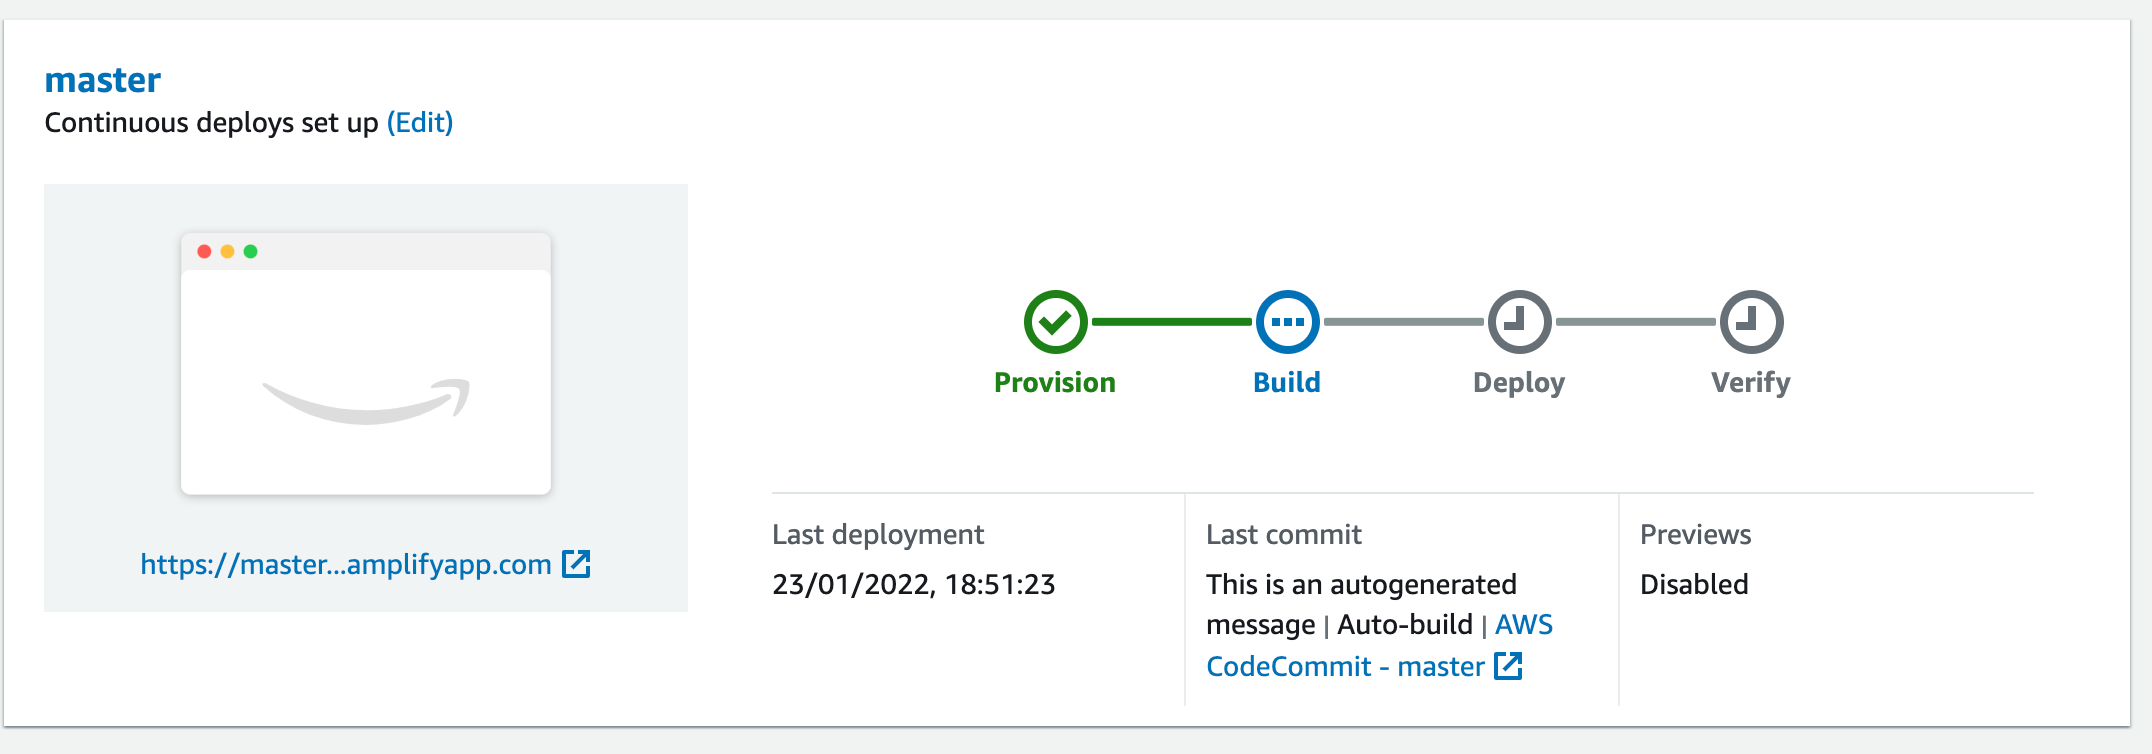 master
Continuous deploys set up (Edit)
https://master...amplifyapp.com
Provision
Build
Deploy
Verify
Last deployment
23/01/2022, 18:51:23
Last commit
This is an autogenerated
message | Auto-build | AWS
CodeCommit - master
Previews
Disabled